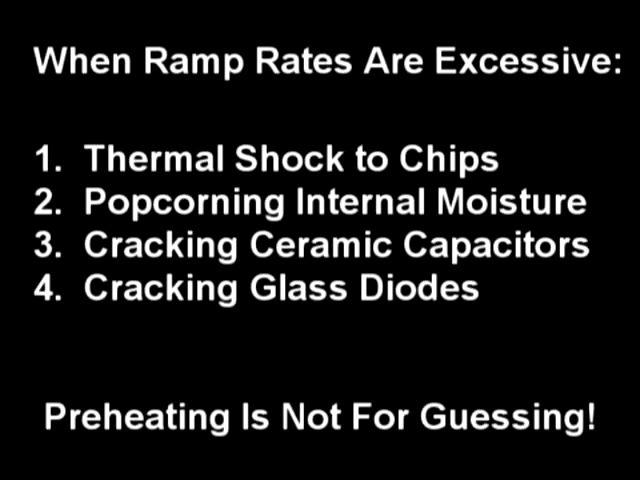 When Ramp Rates Are Excessive:
1. Thermal Shock to Chips
2. Popcorning Internal Moisture
3. Cracking Ceramic Capacitors
4. Cracking Glass Diodes
Preheating Is Not For Guessing!